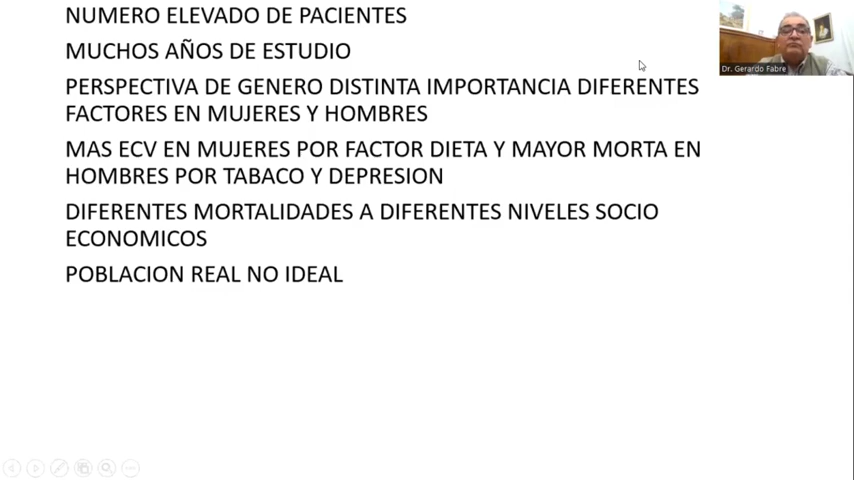 NUMERO ELEVADO DE PACIENTES
MUCHOS AÑOS DE ESTUDIO
PERSPECTIVA DE GENERO DISTINTA IMPORTANCIA DIFERENTES
FACTORES EN MUJERES Y HOMBRES
MAS ECV EN MUJERES POR FACTOR DIETA Y MAYOR MORTA EN
HOMBRES POR TABACO Y DEPRESION
DIFERENTES MORTALIDADES A DIFERENTES NIVELES SOCIO
ECONOMICOS
POBLACION REAL NO IDEAL
Dr. Gerardo Fabre